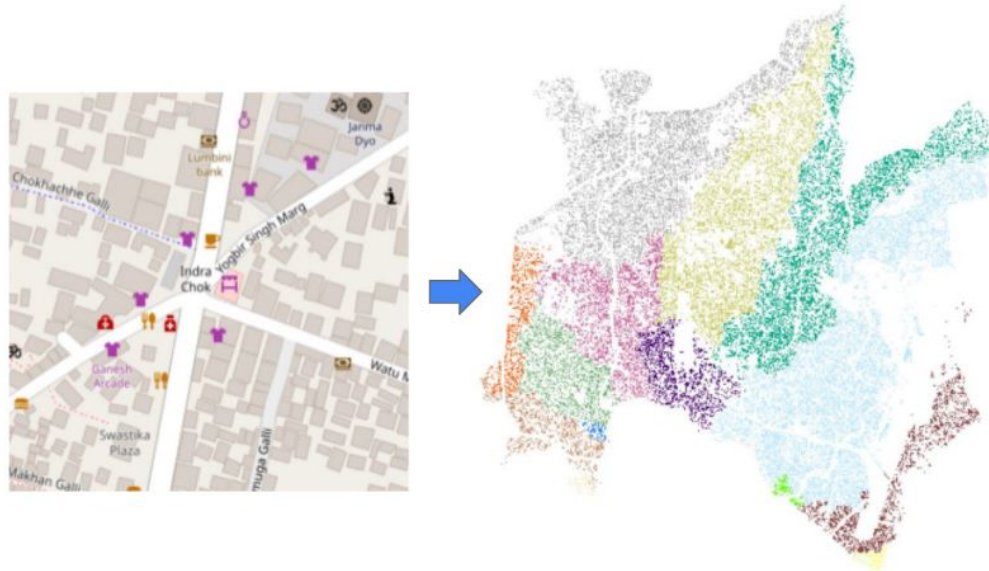 Janma
Dyo
Lumbini
bank
Chokhachhe Galli
Yogbir Singh Marg
Indra
Chok
Ganesh
Arcade
Watu M
Swastika
Plaza
muga Galli
Makhan Galli